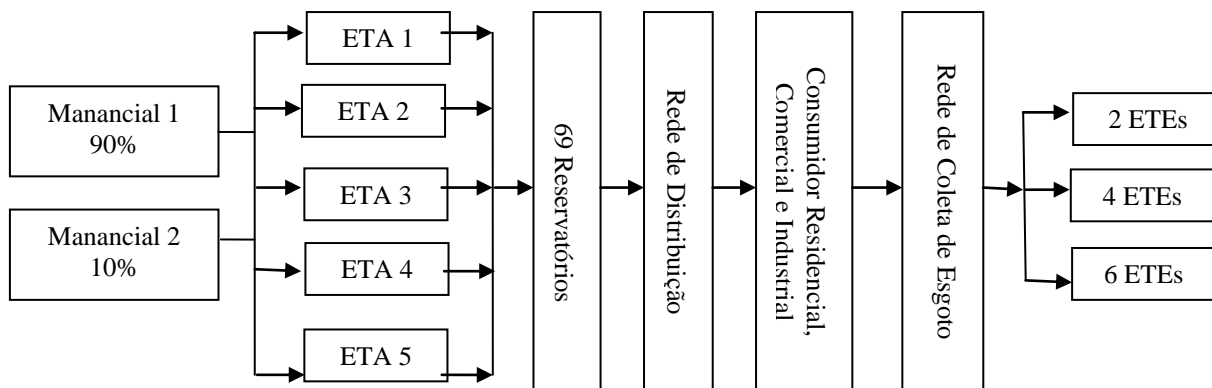 Manancial 1
90%
Manancial 2
10%
ETA 1
ETA 2
ETA 3
ETA 4
ETA 5
69 Reservatórios
Rede de Distribuição
Consumidor Residencial,
Comercial e Industrial
Rede de Coleta de Esgoto
2 ETEs
4 ETEs
6 ETEs